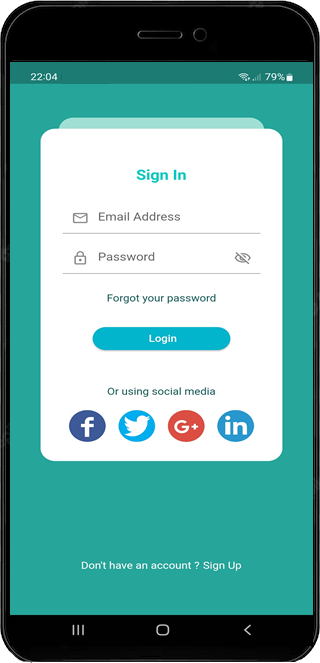 22:04 79%
Sign In
Email Address
Password
Forgot your password
Login
Or using social media
f G+ in
Don't have an account ? Sign Up